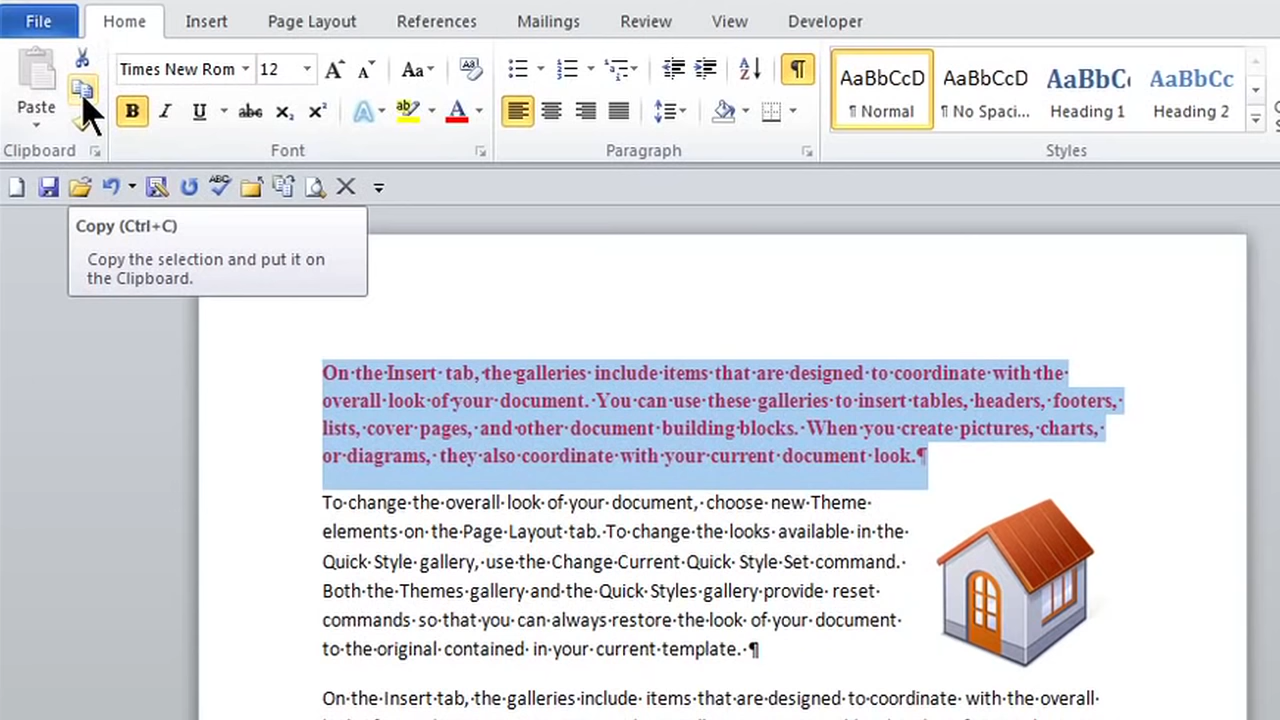 File Home Insert Page Layout References Mailings Review View Developer
Times New Rom 12 A A Aa AaBbCcD AaBbCcD AaBbC AaBbCc
Paste B I U abc X₂ X² A ab A ¶ Normal ¶ No Spaci... Heading 1 Heading 2
Clipboard Font Paragraph Styles
ABC
Copy (Ctrl+C)
Copy the selection and put it on
the Clipboard.
On the Insert tab, the galleries include items that are designed to coordinate with the
overall look of your document. You can use these galleries to insert tables, headers, footers,
lists, cover pages, and other document building blocks. When you create pictures, charts,
or diagrams, they also coordinate with your current document look.¶
To change the overall look of your document, choose new Theme
elements on the Page Layout tab. To change the looks available in the
Quick Style gallery, use the Change Current Quick Style Set command.
Both the Themes gallery and the Quick Styles gallery provide reset
commands so that you can always restore the look of your document
to the original contained in your current template. ¶
On the Insert tab, the galleries include items that are designed to coordinate with the overall